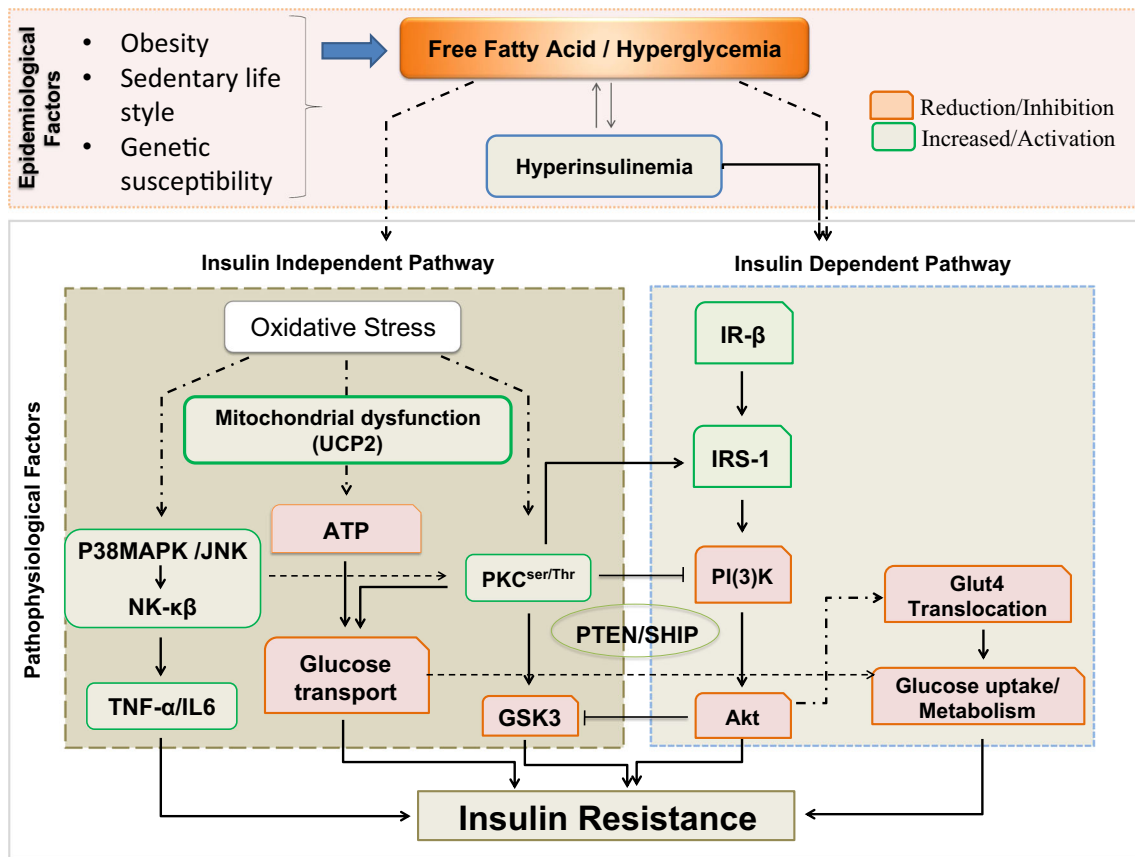 Epidemiological
Factors
• Obesity
• Sedentary life
style
• Genetic
susceptibility
Free Fatty Acid / Hyperglycemia
Hyperinsulinemia
Reduction/Inhibition
Increased/Activation
Pathophysiological Factors
Insulin Independent Pathway
Insulin Dependent Pathway
Oxidative Stress
Mitochondrial dysfunction
(UCP2)
ATP
P38MAPK /JNK
NK-κβ
PKCser/Thr
TNF-α/IL6
Glucose
transport
GSK3
PTEN/SHIP
IR-β
IRS-1
PI(3)K
Akt
Glut4
Translocation
Glucose uptake/
Metabolism
Insulin Resistance